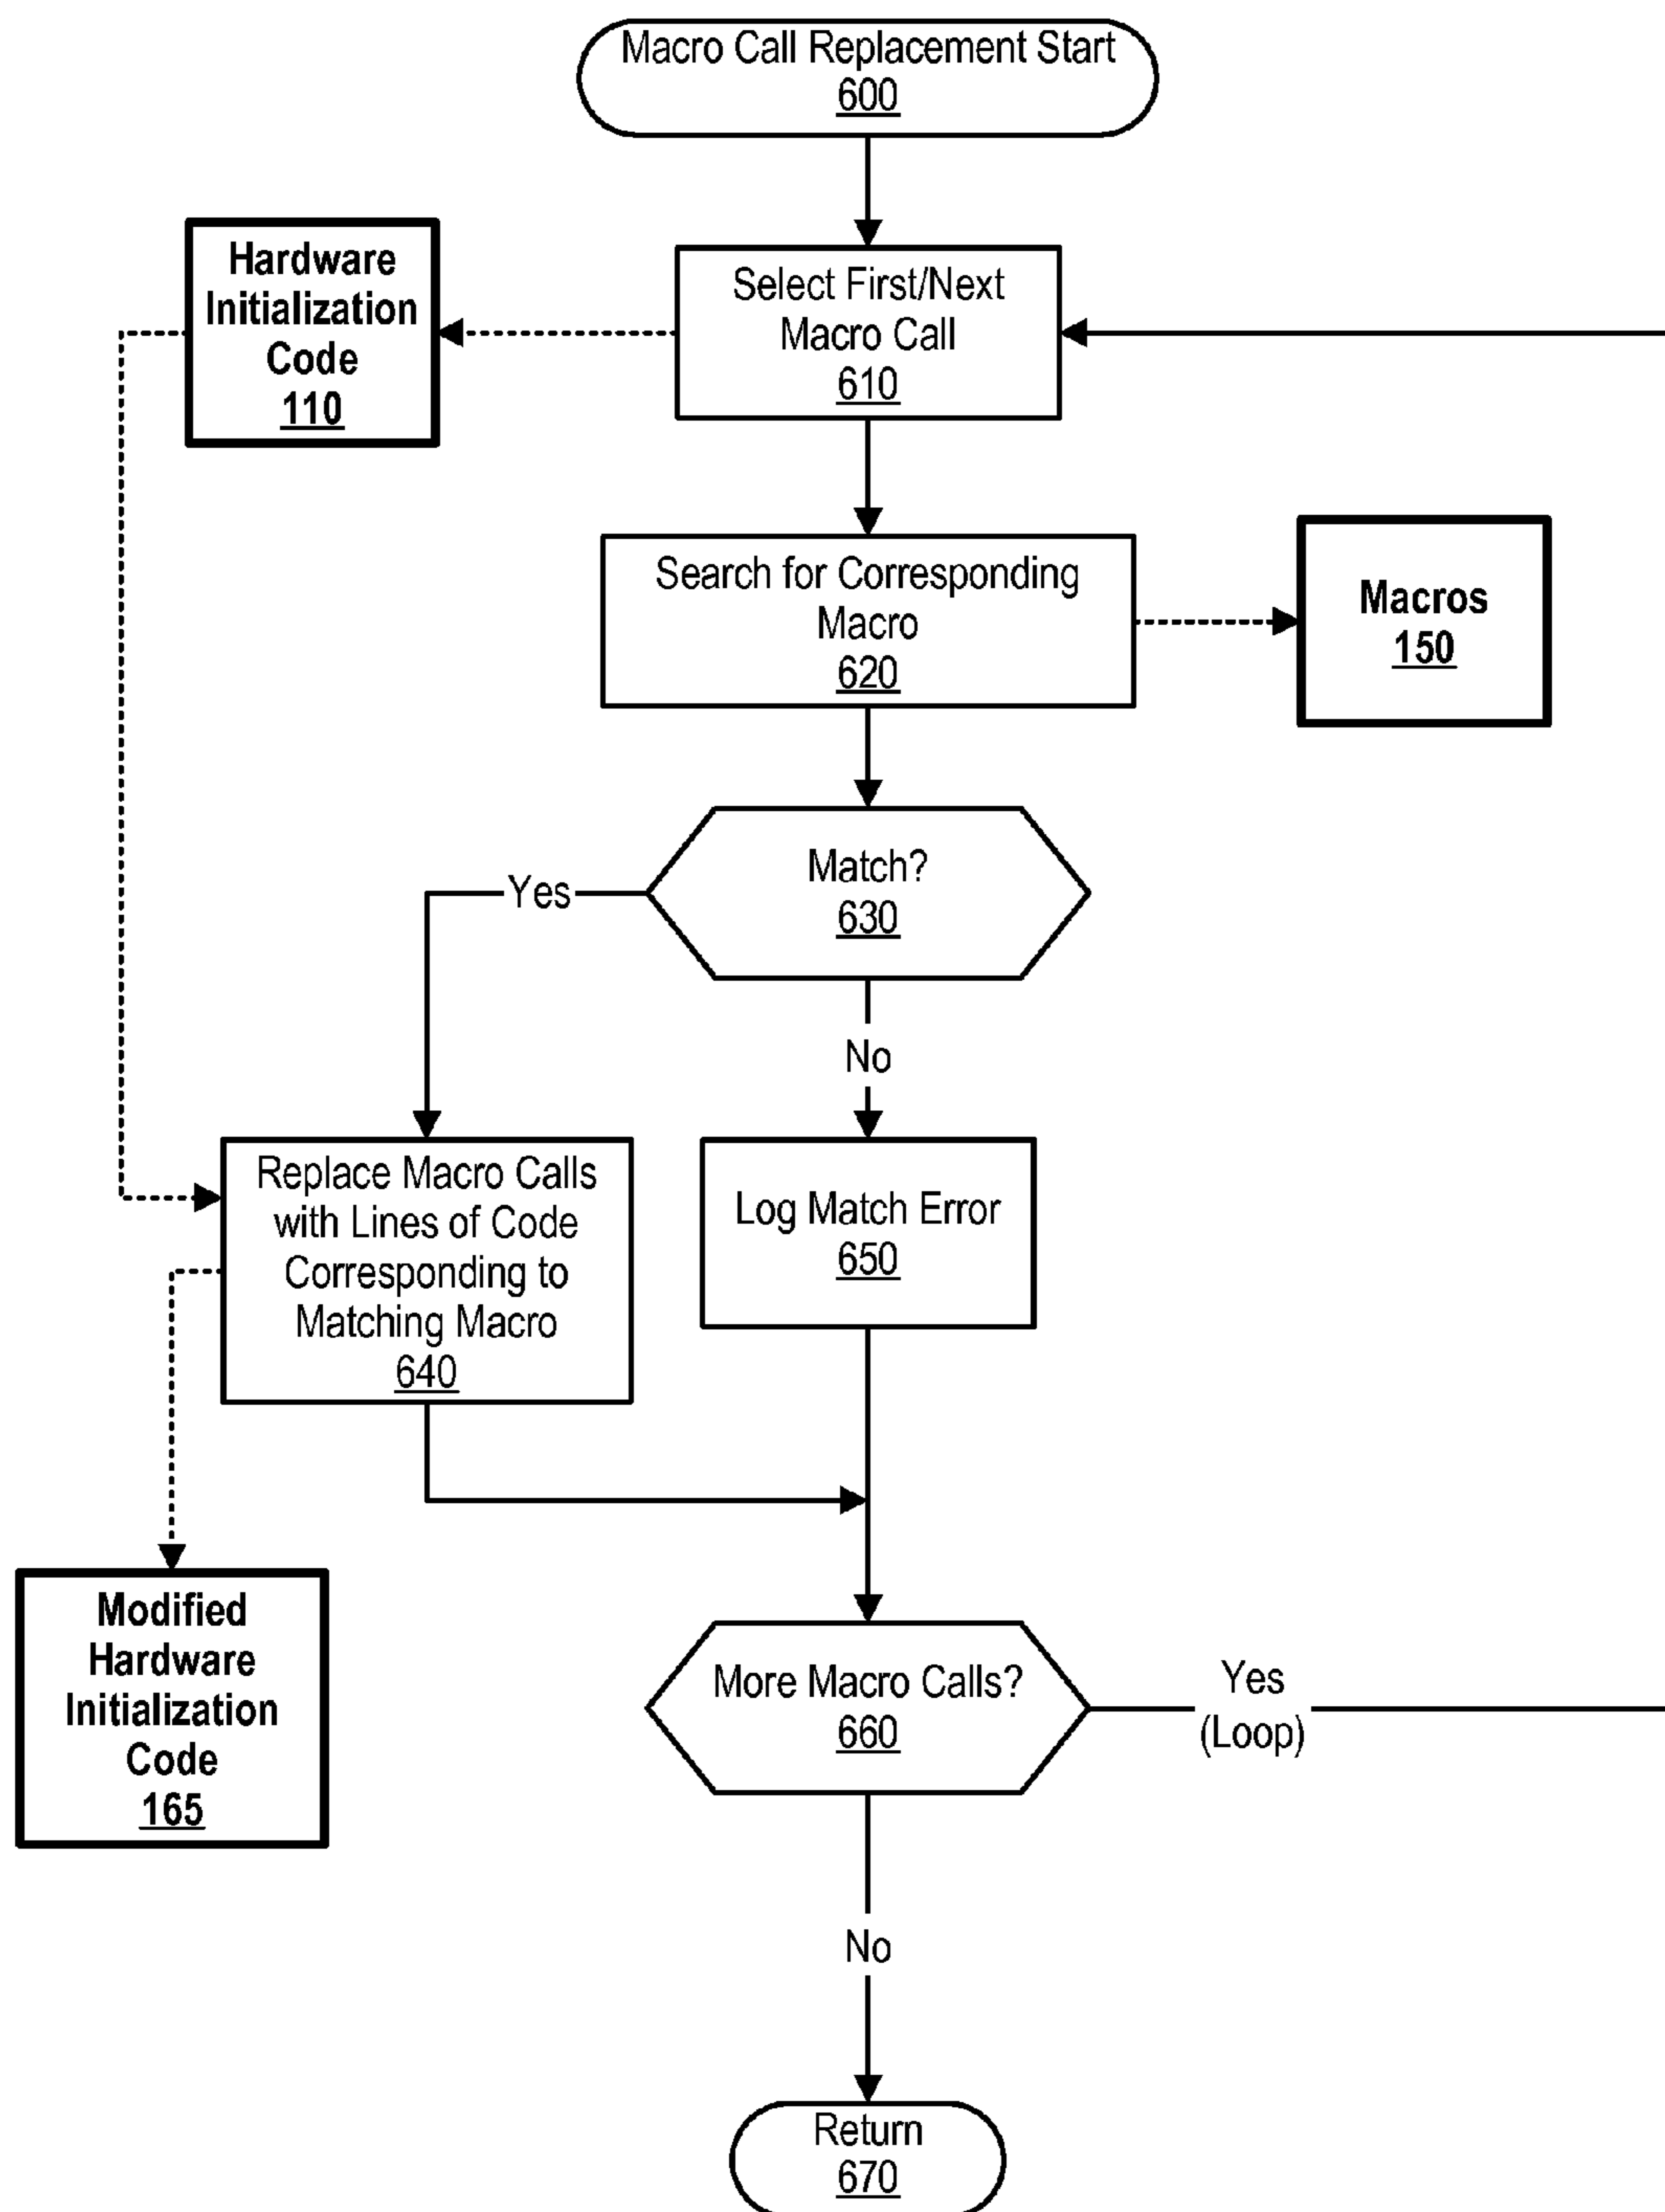 Macro Call Replacement Start
600
Hardware
Initialization
Code
110
Select First/Next
Macro Call
610
Search for Corresponding
Macro
620
Macros
150
Match?
630
Yes
No
Replace Macro Calls
with Lines of Code
Corresponding to
Matching Macro
640
Log Match Error
650
Modified
Hardware
Initialization
Code
165
More Macro Calls?
660
Yes
(Loop)
No
Return
670